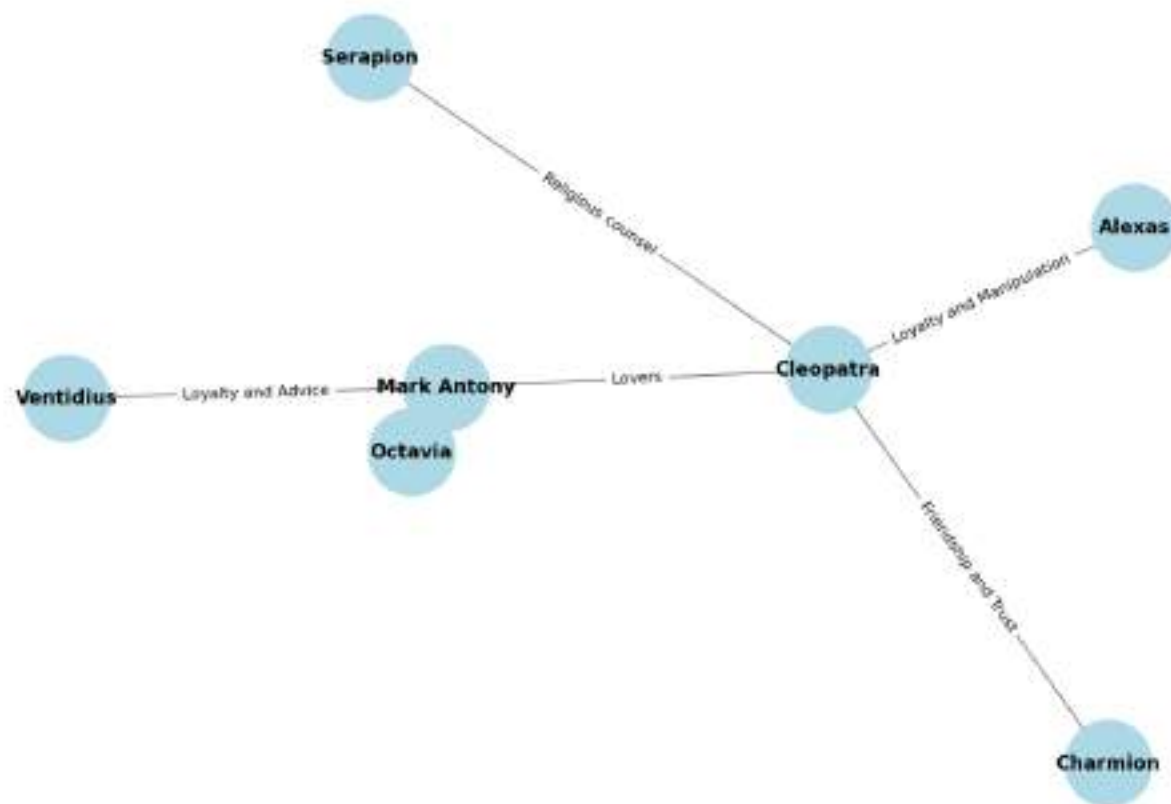 Serapion
Religious counsel
Alexas
Loyalty and Manipulation
Cleopatra
Lovers
Mark Antony
Loyalty and Advice
Ventidius
Octavia
Friendship and Trust
Charmion